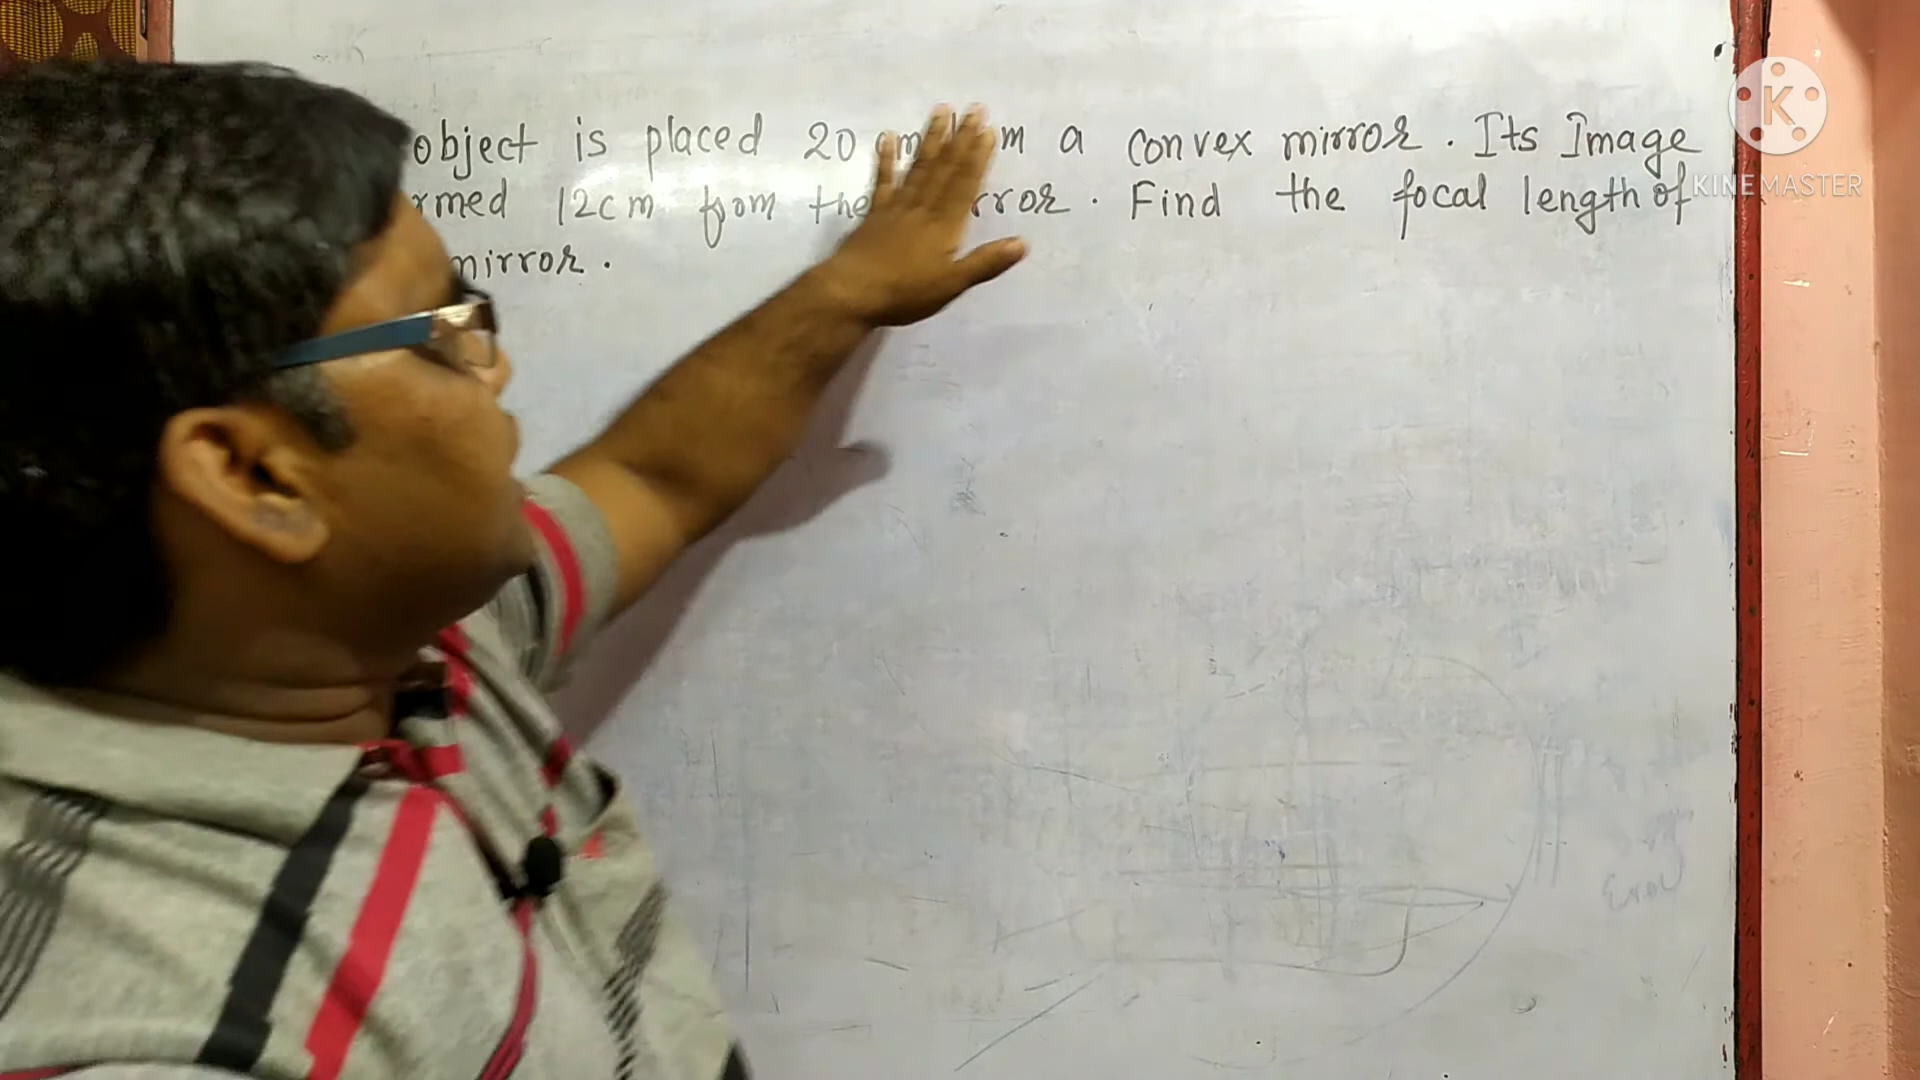 object is placed 20 cm a convex mirror. Its Image
rmed 12cm from the rror. Find the focal length of
mirror.
K
KINEMASTER